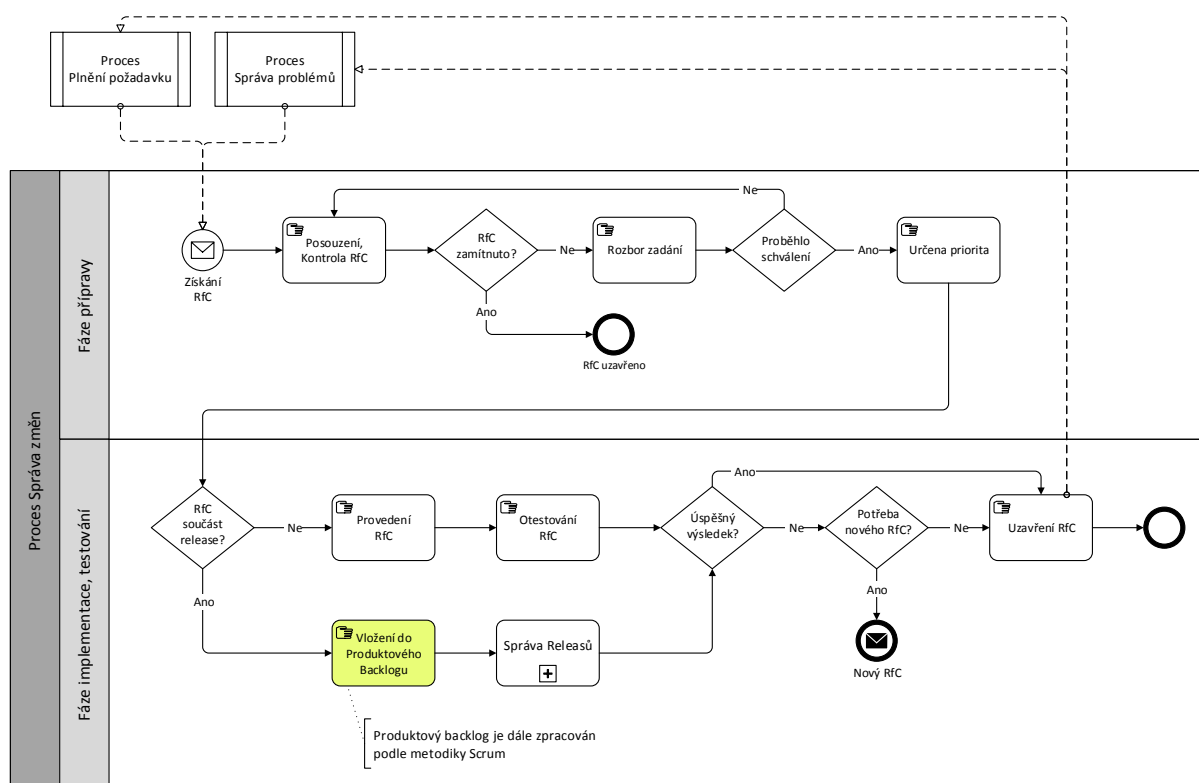 Proces
Plnění požadavku
Proces
Správa problémů
Proces Správa změn
Fáze přípravy
Získání
RfC
Posouzení,
Kontrola RfC
RfC
zamítnuto?
Ne
Ano
RfC uzavřeno
Rozbor zadání
Proběhlo
schválení
Ne
Ano
Určena priorita
Fáze implementace, testování
RfC
součást
release?
Ne
Ano
Provedení
RfC
Otestování
RfC
Úspěšný
výsledek?
Ano
Ne
Potřeba
nového RfC?
Ne
Ano
Uzavření RfC
Vložení do
Produktového
Backlogu
Správa Releasů
Nový RfC
Produktový backlog je dále zpracován
podle metodiky Scrum